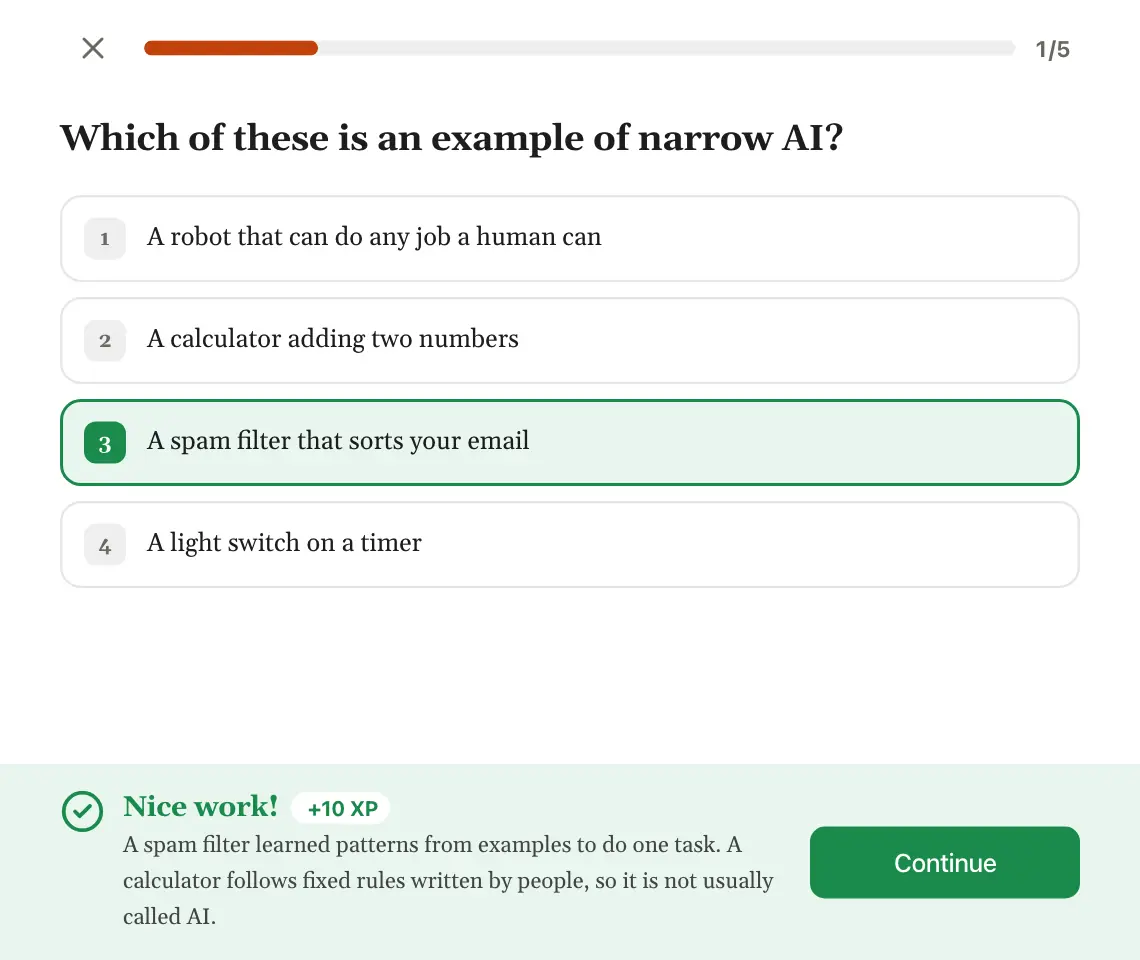 1/5
Which of these is an example of narrow AI?
1 A robot that can do any job a human can
2 A calculator adding two numbers
3 A spam filter that sorts your email
4 A light switch on a timer
Nice work! +10 XP
A spam filter learned patterns from examples to do one task. A
calculator follows fixed rules written by people, so it is not usually
called AI.
Continue